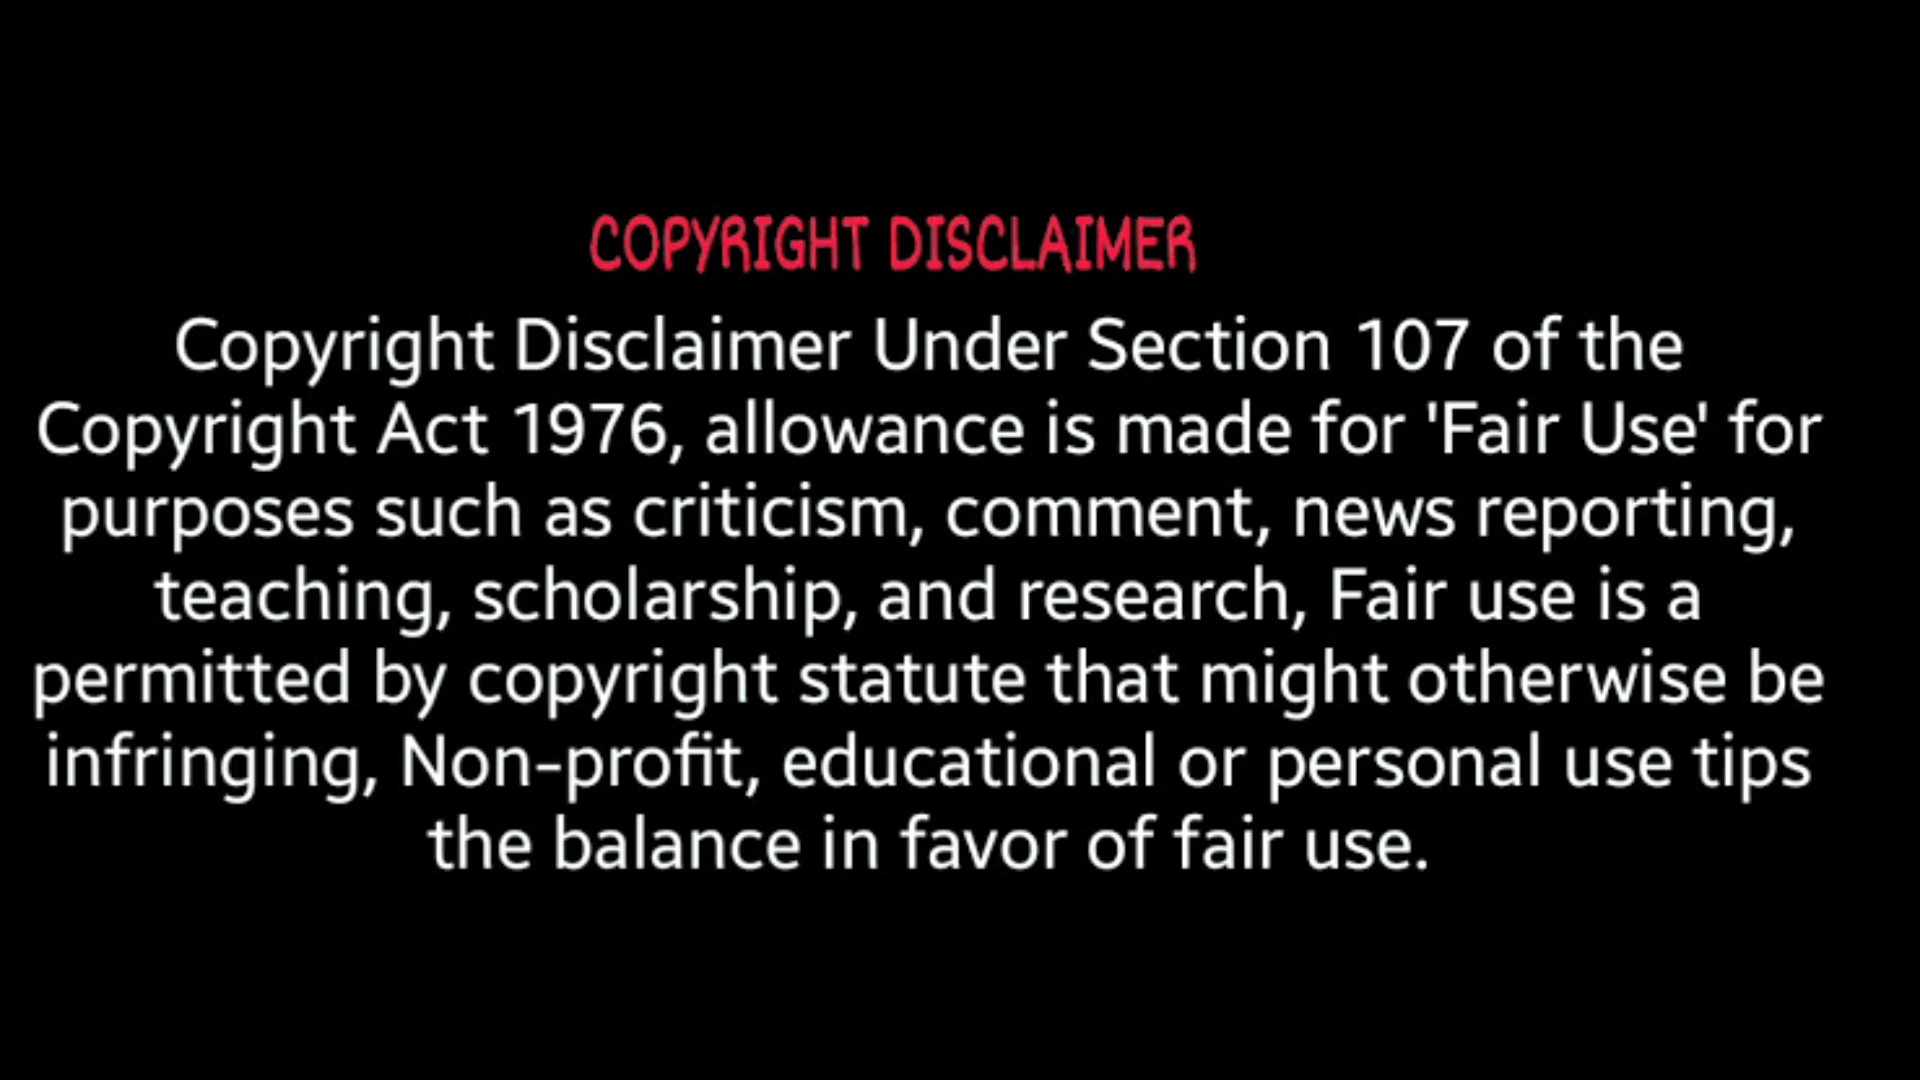 COPYRIGHT DISCLAIMER
Copyright Disclaimer Under Section 107 of the
Copyright Act 1976, allowance is made for 'Fair Use' for
purposes such as criticism, comment, news reporting,
teaching, scholarship, and research, Fair use is a
permitted by copyright statute that might otherwise be
infringing, Non-profit, educational or personal use tips
the balance in favor of fair use.